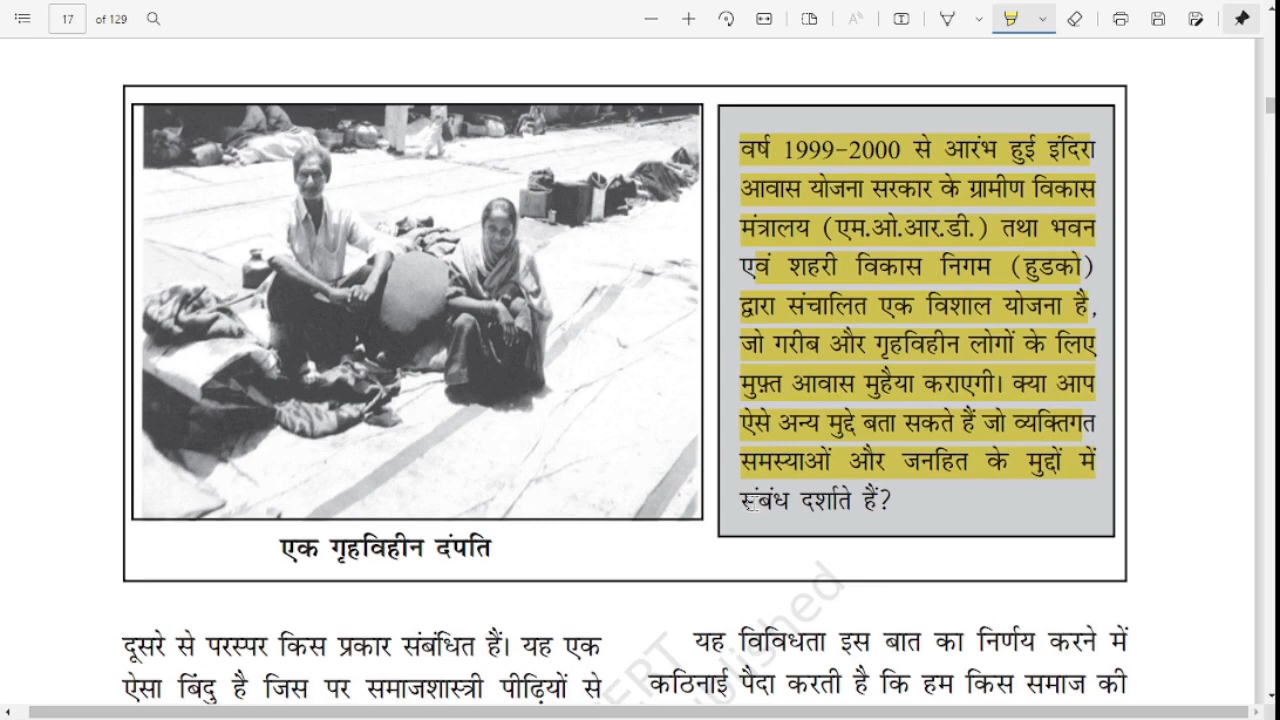 17 of 129
वर्ष 1999-2000 से आरंभ हुई इंदिरा
आवास योजना सरकार के ग्रामीण विकास
मंत्रालय (एम.ओ.आर.डी.) तथा भवन
एवं शहरी विकास निगम (हुडको)
द्वारा संचालित एक विशाल योजना है,
जो गरीब और गृहविहीन लोगों के लिए
मुफ़्त आवास मुहैया कराएगी। क्या आप
ऐसे अन्य मुद्दे बता सकते हैं जो व्यक्तिगत
समस्याओं और जनहित के मुद्दों में
संबंध दर्शाते हैं?
एक गृहविहीन दंपति
दूसरे से परस्पर किस प्रकार संबंधित हैं। यह एक
ऐसा बिंदु है जिस पर समाजशास्त्री पीढ़ियों से
यह विविधता इस बात का निर्णय करने में
कठिनाई पैदा करती है कि हम किस समाज की